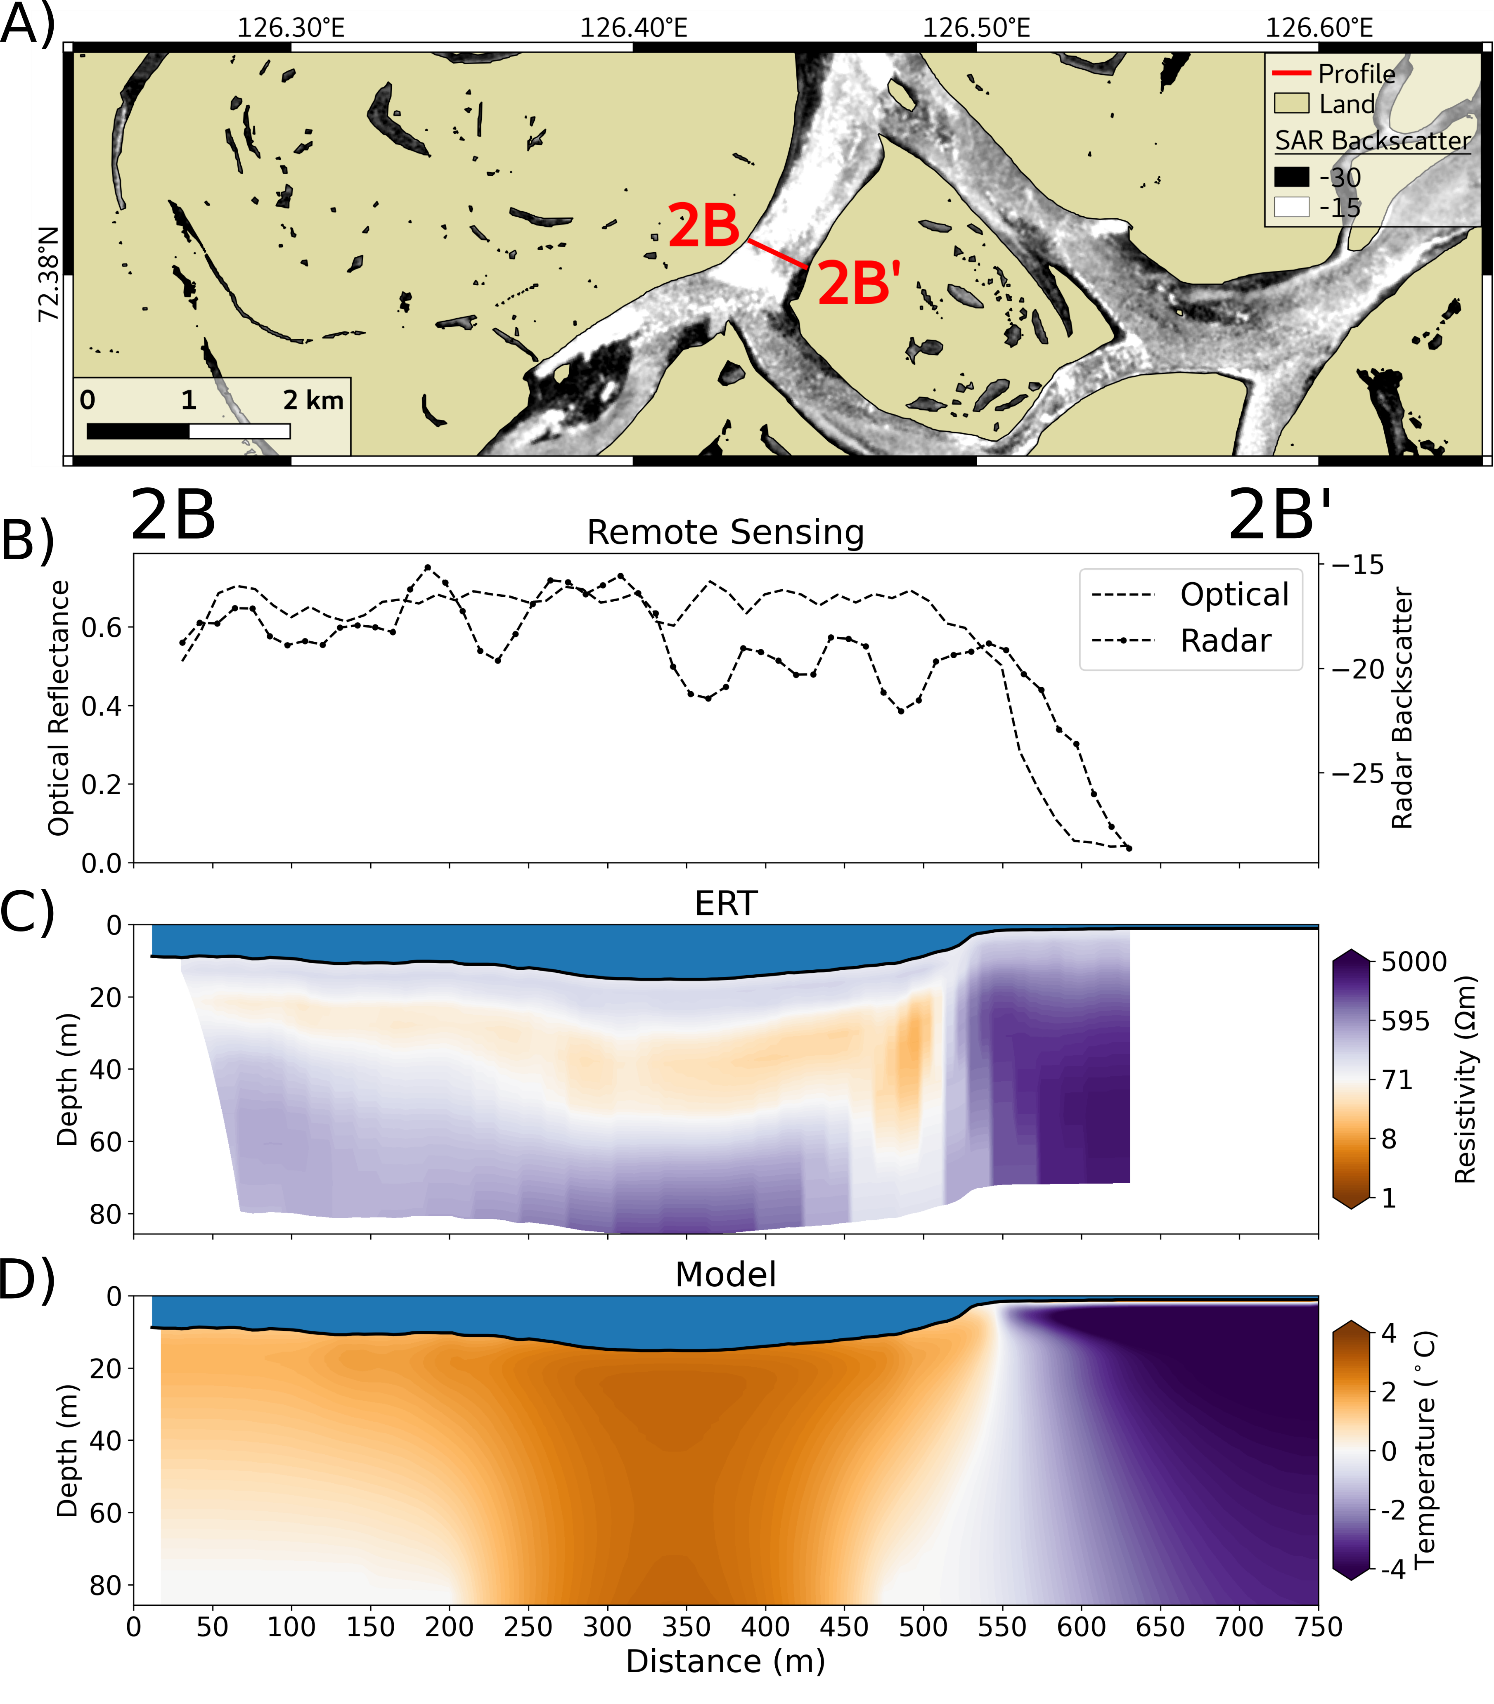 A)
126.30°E 126.40°E 126.50°E 126.60°E
72.38°N
Profile
Land
SAR Backscatter
-30
-15
2B
2B'
0 1 2 km
2B 2B'
B)
Remote Sensing
Optical Reflectance
0.6
0.4
0.2
0.0
Optical
Radar
−15
−20
−25
Radar Backscatter
C)
ERT
Depth (m)
0
20
40
60
80
5000
595
71
8
1
Resistivity (Ωm)
D)
Model
Depth (m)
0
20
40
60
80
4
2
0
-2
-4
Temperature (°C)
0 50 100 150 200 250 300 350 400 450 500 550 600 650 700 750
Distance (m)